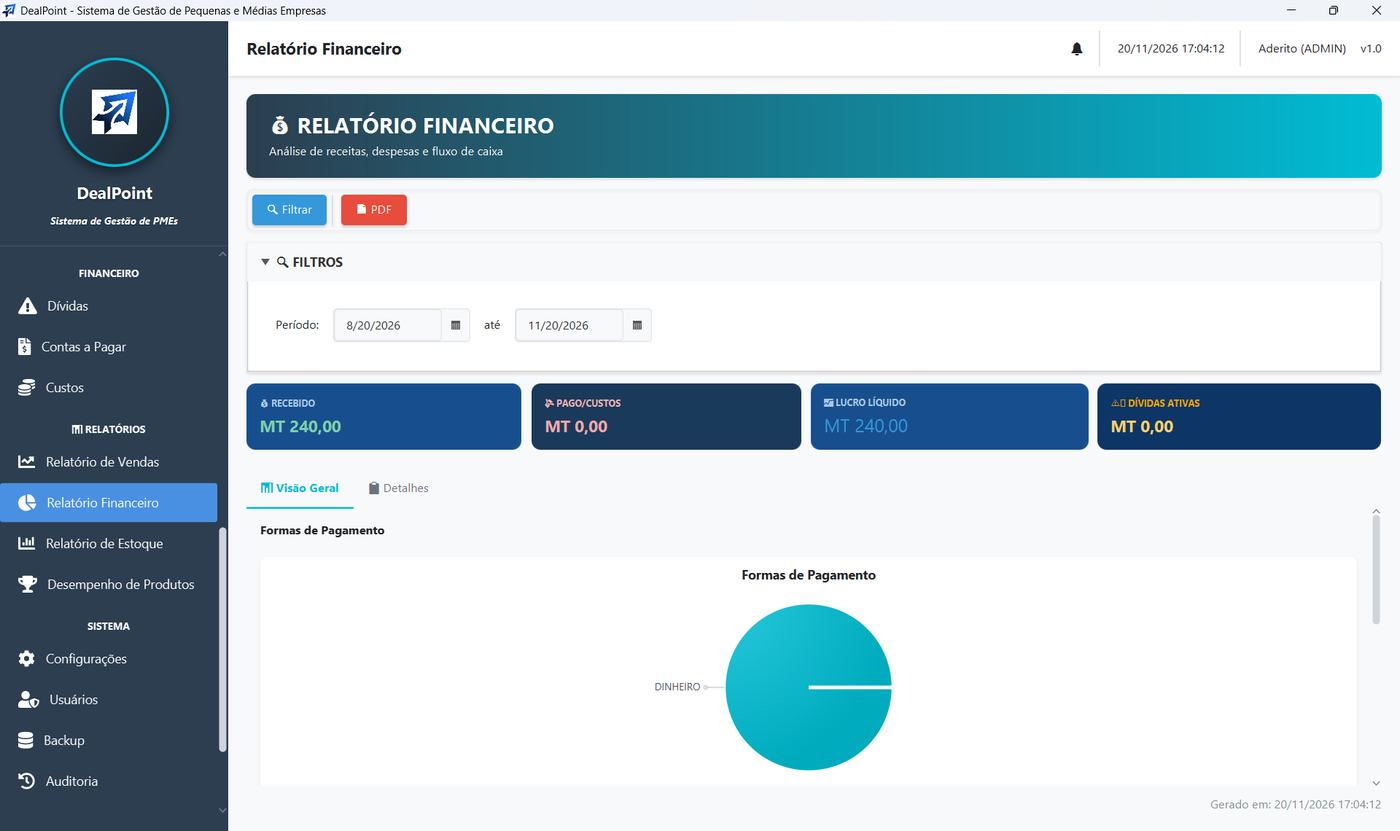 DealPoint - Sistema de Gestão de Pequenas e Médias Empresas
DealPoint
Sistema de Gestão de PMEs
FINANCEIRO
Dívidas
Contas a Pagar
Custos
RELATÓRIOS
Relatório de Vendas
Relatório Financeiro
Relatório de Estoque
Desempenho de Produtos
SISTEMA
Configurações
Usuários
Backup
Auditoria
Relatório Financeiro
20/11/2026 17:04:12
Aderito (ADMIN)
v1.0
RELATÓRIO FINANCEIRO
Análise de receitas, despesas e fluxo de caixa
Filtrar
PDF
FILTROS
Período: 8/20/2026 até 11/20/2026
RECEBIDO
MT 240,00
PAGO/CUSTOS
MT 0,00
LUCRO LÍQUIDO
MT 240,00
DÍVIDAS ATIVAS
MT 0,00
Visão Geral
Detalhes
Formas de Pagamento
Formas de Pagamento
DINHEIRO
Gerado em: 20/11/2026 17:04:12